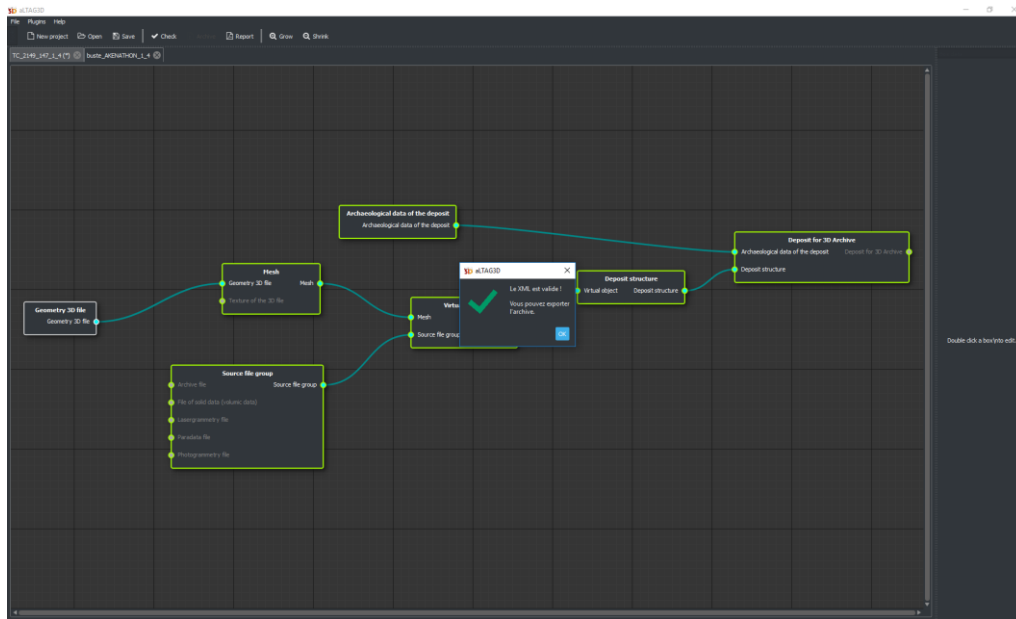 aLTAG3D
File Plugins Help
New project Open Save Check Report Grow Shrink
TC_2149_147_1_4 (*) buste_AKENATHON_1_4
Archaeological data of the deposit
Archaeological data of the deposit
Deposit for 3D Archive
Archaeological data of the deposit Deposit for 3D Archive
Deposit structure
Mesh
Geometry 3D file Mesh
Texture of the 3D file
aLTAG3D
Le XML est valide !
Vous pouvez exporter
l'archive.
OK
Deposit structure
Virtual object Deposit structure
Geometry 3D file
Geometry 3D file
Virtu
Mesh
Source file group
Double click a box\nto edit.
Source file group
Archive file Source file group
File of solid data (volumic data)
Lasergrammetry file
Paradata file
Photogrammetry file